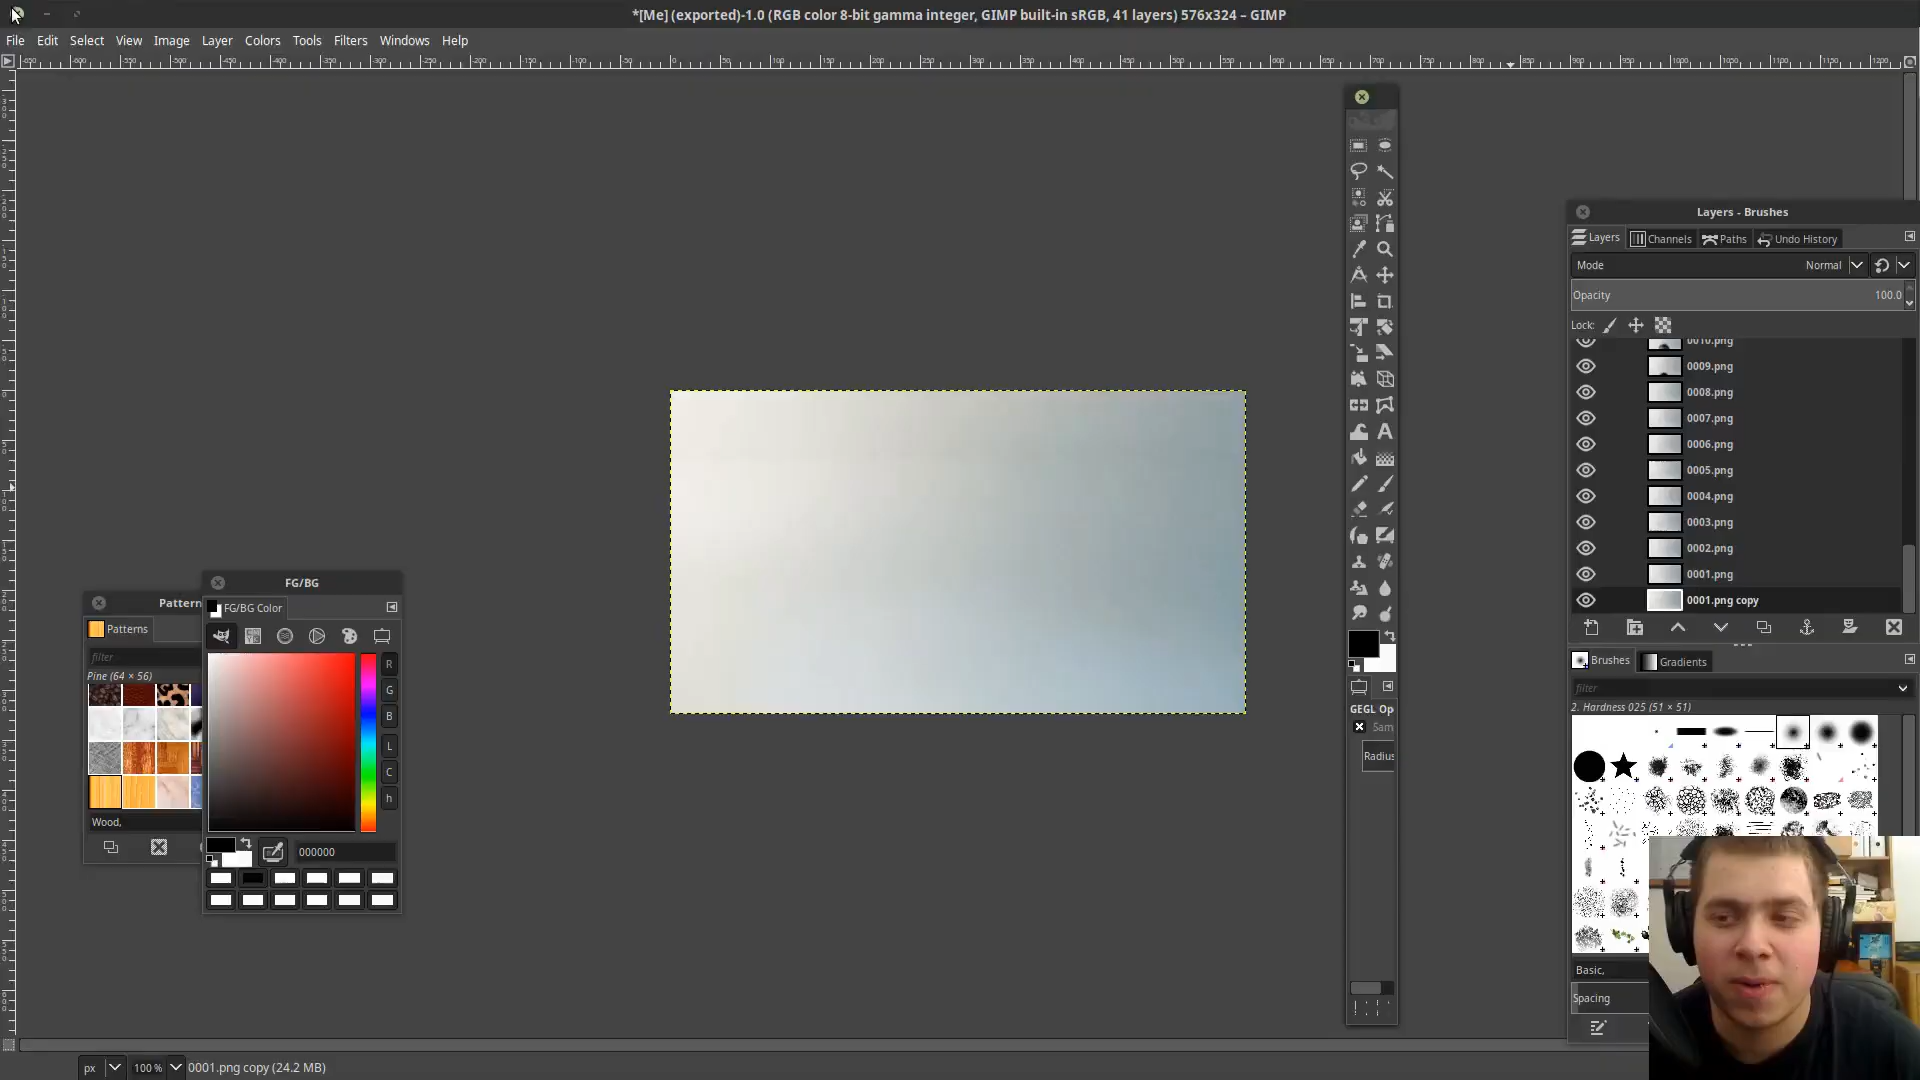 *[Me] (exported)-1.0 (RGB color 8-bit gamma integer, GIMP built-in sRGB, 41 layers) 576x324 – GIMP
File Edit Select View Image Layer Colors Tools Filters Windows Help
Layers - Brushes
Layers Channels Paths Undo History
Mode Normal
Opacity 100.0
Lock:
0010.png
0009.png
0008.png
0007.png
0006.png
0005.png
0004.png
0003.png
0002.png
0001.png
0001.png copy
Brushes Gradients
filter
2. Hardness 025 (51 × 51)
Basic,
Spacing
GEGL Op
Sam
Radius
Pattern
Patterns
filter
Pine (64 × 56)
Wood,
FG/BG
FG/BG Color
R
G
B
L
C
h
000000
px 100 % 0001.png copy (24.2 MB)